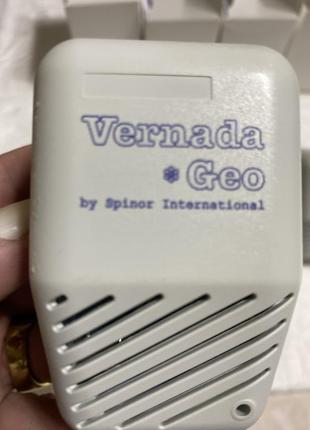 Vernada
Geo
by Spinor International